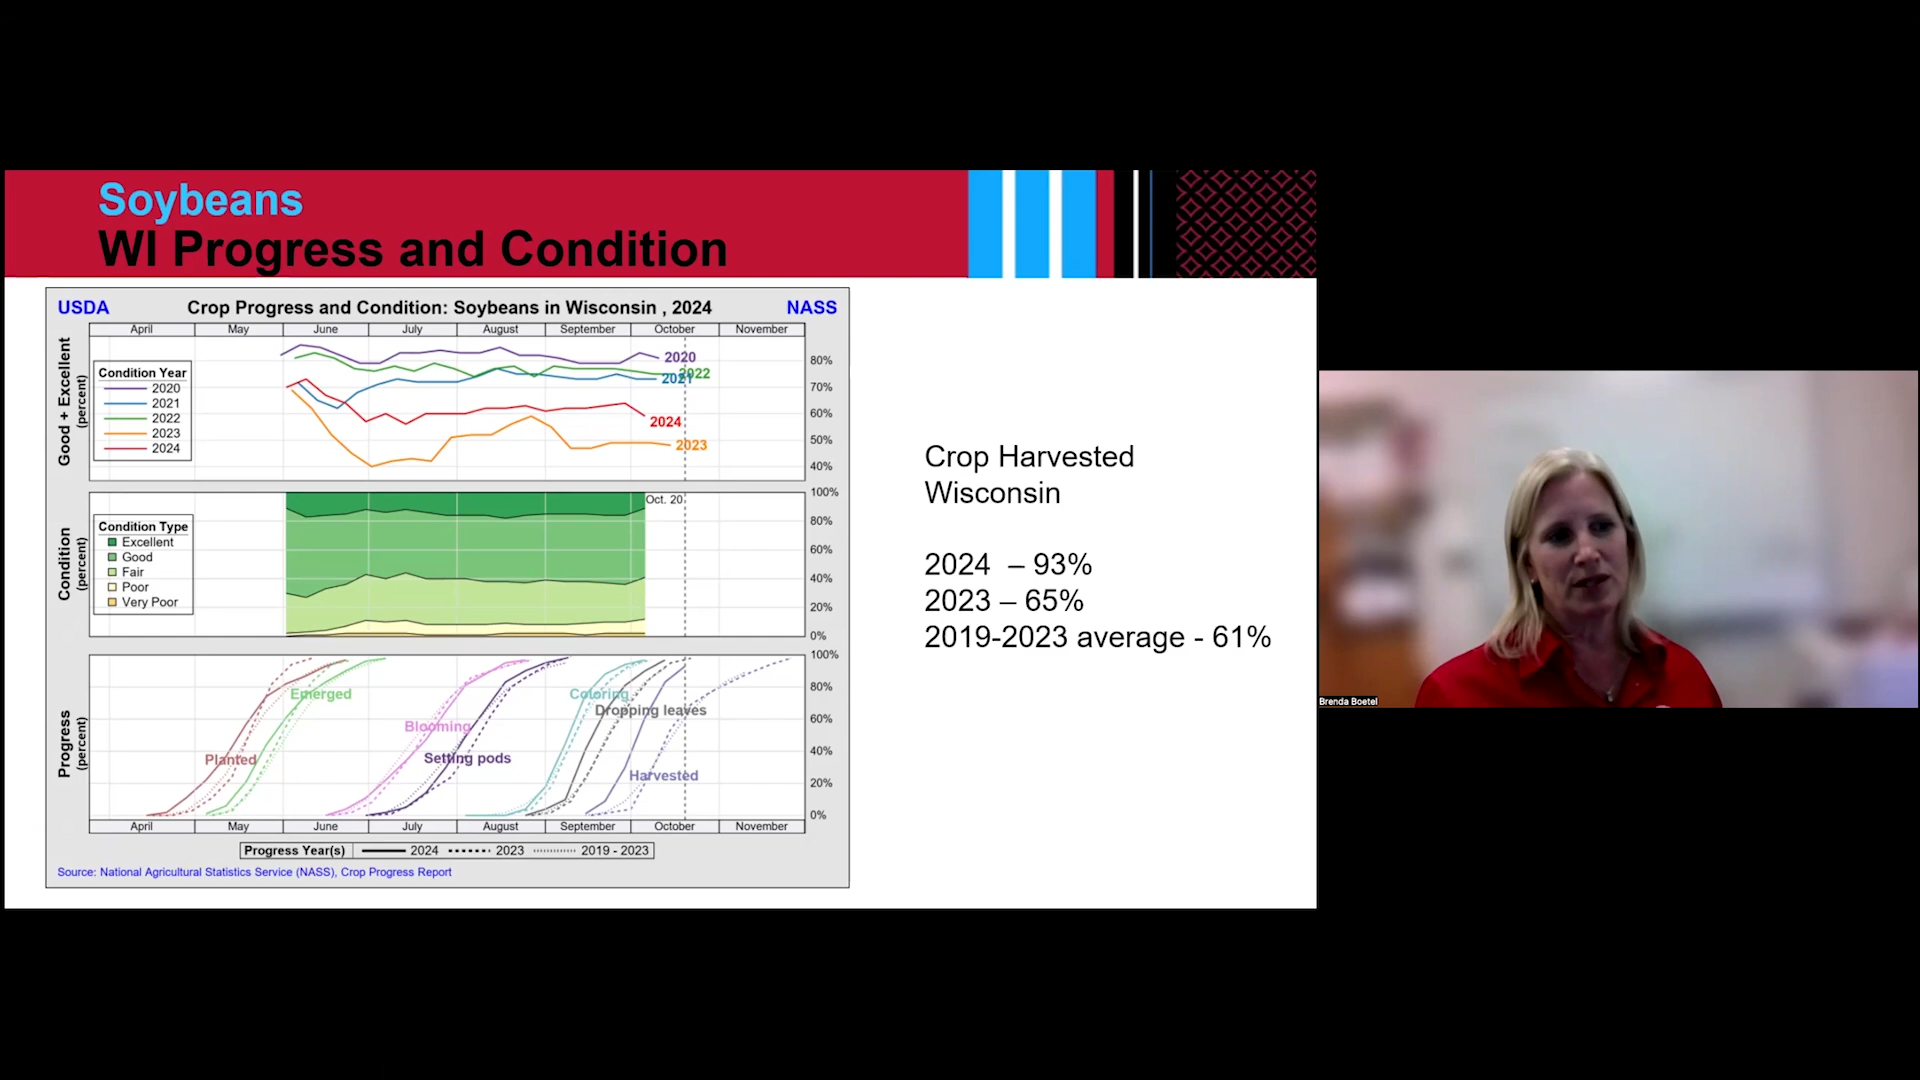 Soybeans
WI Progress and Condition
USDA
Crop Progress and Condition: Soybeans in Wisconsin , 2024
NASS
April May June July August September October November
Good + Excellent
(percent)
Condition Year
2020
2021
2022
2023
2024
2020
2022
2021
2024
2023
80%
70%
60%
50%
40%
Condition
(percent)
Condition Type
Excellent
Good
Fair
Poor
Very Poor
Oct. 20
100%
80%
60%
40%
20%
0%
Progress
(percent)
Planted
Emerged
Blooming
Setting pods
Coloring
Dropping leaves
Harvested
100%
80%
60%
40%
20%
0%
April May June July August September October November
Progress Year(s) 2024 2023 2019 - 2023
Source: National Agricultural Statistics Service (NASS), Crop Progress Report
Crop Harvested
Wisconsin
2024 – 93%
2023 – 65%
2019-2023 average - 61%
Brenda Boetel